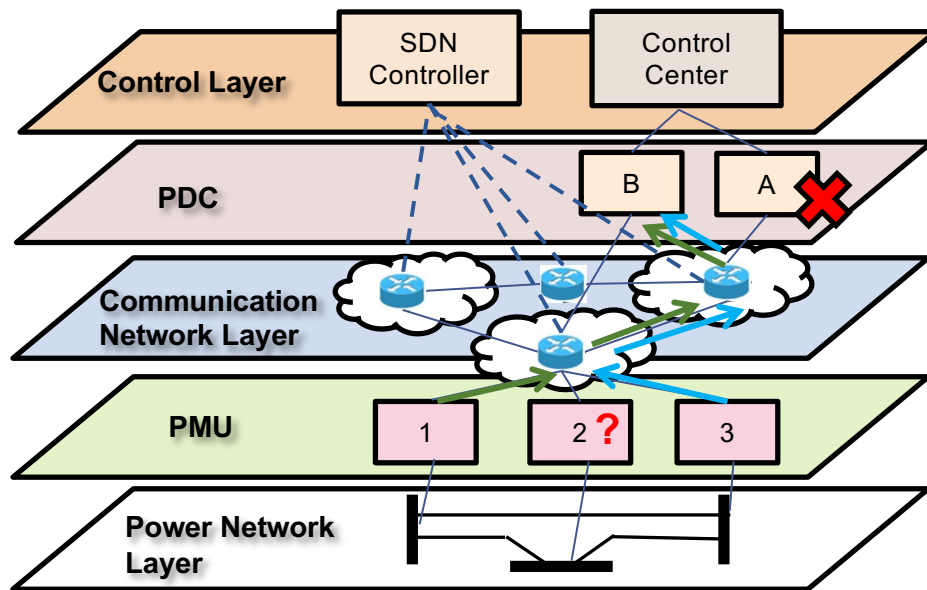 SDN
Controller
Control
Center
Control Layer
B
A
PDC
Communication
Network Layer
1
2 ?
3
PMU
Power Network
Layer